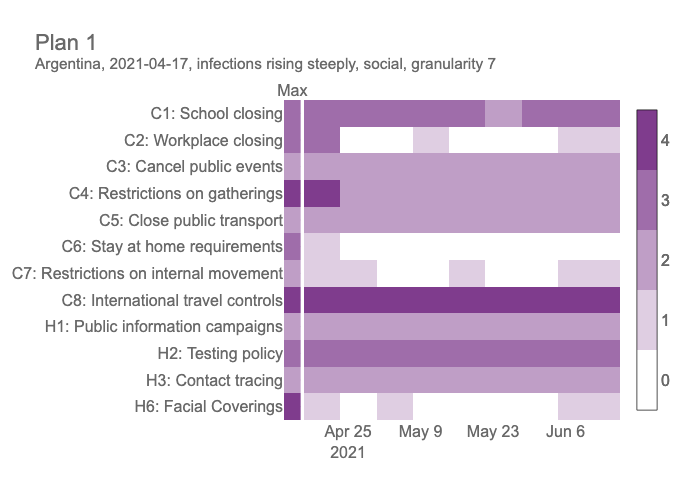 Plan 1
Argentina, 2021-04-17, infections rising steeply, social, granularity 7
Max
C1: School closing
C2: Workplace closing
C3: Cancel public events
C4: Restrictions on gatherings
C5: Close public transport
C6: Stay at home requirements
C7: Restrictions on internal movement
C8: International travel controls
H1: Public information campaigns
H2: Testing policy
H3: Contact tracing
H6: Facial Coverings
Apr 25 May 9 May 23 Jun 6
2021
4
3
2
1
0